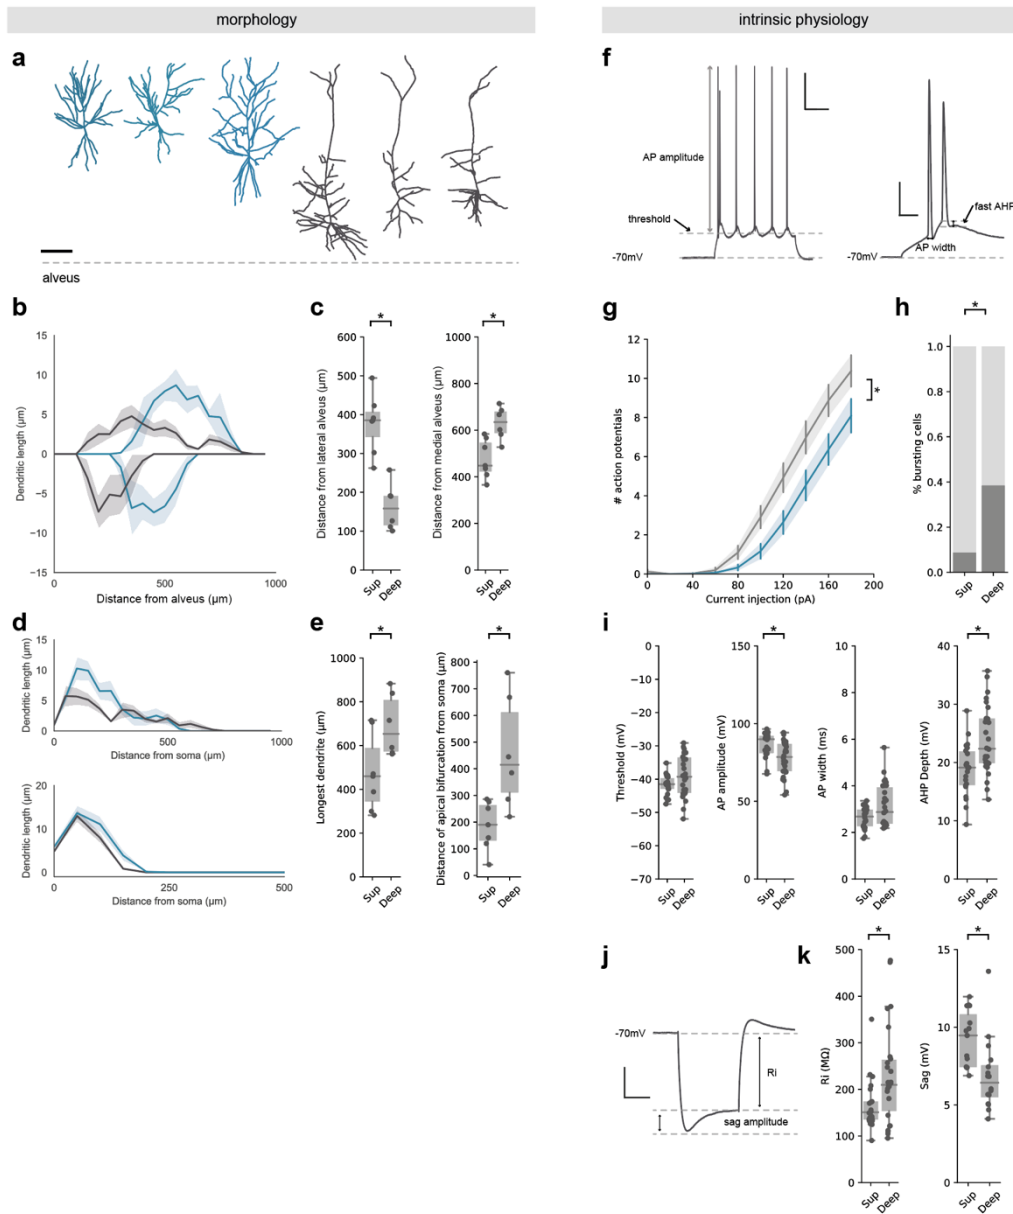 morphology
intrinsic physiology
a
alveus
f
AP amplitude
threshold
-70mV
fast AHP
AP width
-70mV
b
Dendritic length (µm)
15
10
5
0
−5
−10
−15
0
500
1000
Distance from alveus (µm)
c
*
Distance from lateral alveus (µm)
600
500
400
300
200
100
0
Sup
Deep
*
Distance from medial alveus (µm)
1000
800
600
400
200
0
Sup
Deep
g
# action potentials
12
10
8
6
4
2
0
0
40
80
120
160
200
Current injection (pA)
*
h
*
% bursting cells
1.0
0.8
0.6
0.4
0.2
0.0
Sup
Deep
d
Dendritic length (µm)
15
10
5
0
0
500
1000
Distance from soma (µm)
Dendritic length (µm)
20
10
0
0
250
500
Distance from soma (µm)
e
*
Longest dendrite (µm)
1000
800
600
400
200
0
Sup
Deep
*
Distance of apical bifurcation from soma (µm)
800
700
600
500
400
300
200
100
0
Sup
Deep
i
Threshold (mV)
0
−10
−20
−30
−40
−50
−60
−70
Sup
Deep
*
AP amplitude (mV)
150
100
50
0
Sup
Deep
AP width (ms)
10
8
6
4
2
0
Sup
Deep
*
AHP Depth (mV)
40
30
20
10
0
Sup
Deep
j
-70mV
Ri
sag amplitude
k
*
Ri (MΩ)
500
400
300
200
150
100
0
Sup
Deep
*
Sag (mV)
15
10
5
0
Sup
Deep